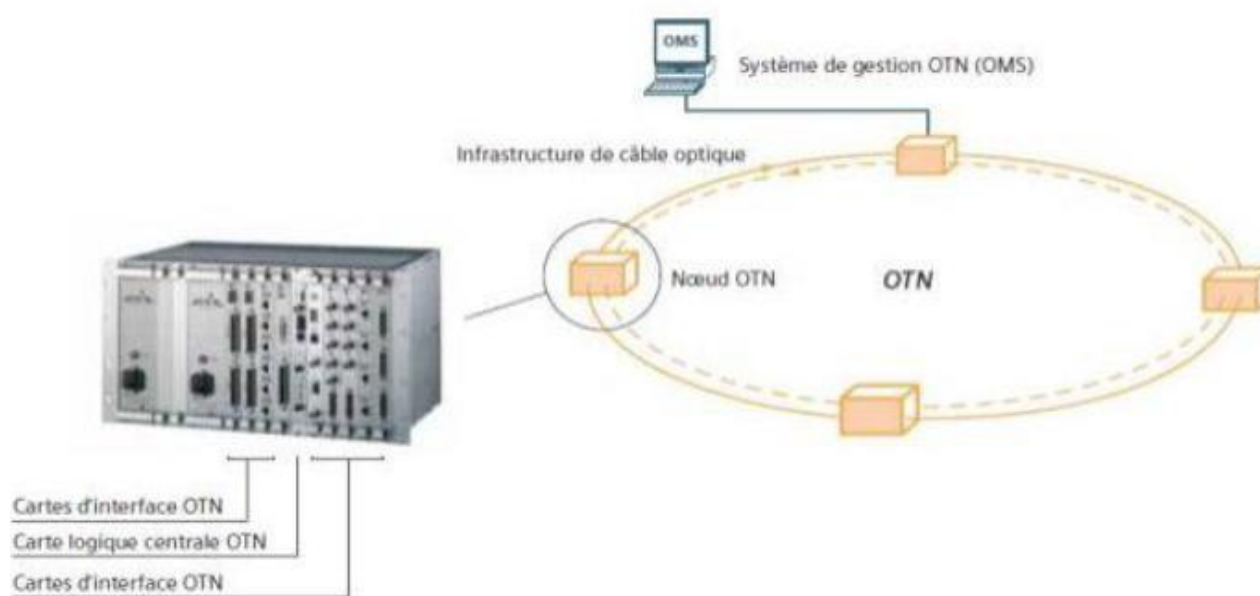 OMS
Système de gestion OTN (OMS)
Infrastructure de câble optique
Nœud OTN
OTN
Cartes d'interface OTN
Carte logique centrale OTN
Cartes d'interface OTN